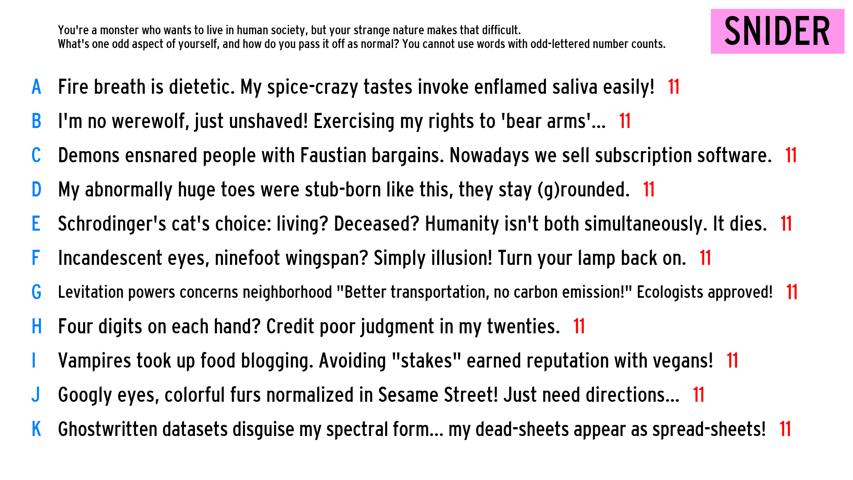 You're a monster who wants to live in human society, but your strange nature makes that difficult.
What's one odd aspect of yourself, and how do you pass it off as normal? You cannot use words with odd-lettered number counts.
SNIDER
A Fire breath is dietetic. My spice-crazy tastes invoke enflamed saliva easily! 11
B I'm no werewolf, just unshaved! Exercising my rights to 'bear arms'... 11
C Demons ensnared people with Faustian bargains. Nowadays we sell subscription software. 11
D My abnormally huge toes were stub-born like this, they stay (g)rounded. 11
E Schrodinger's cat's choice: living? Deceased? Humanity isn't both simultaneously. It dies. 11
F Incandescent eyes, ninefoot wingspan? Simply illusion! Turn your lamp back on. 11
G Levitation powers concerns neighborhood "Better transportation, no carbon emission!" Ecologists approved! 11
H Four digits on each hand? Credit poor judgment in my twenties. 11
I Vampires took up food blogging. Avoiding "stakes" earned reputation with vegans! 11
J Googly eyes, colorful furs normalized in Sesame Street! Just need directions... 11
K Ghostwritten datasets disguise my spectral form... my dead-sheets appear as spread-sheets! 11